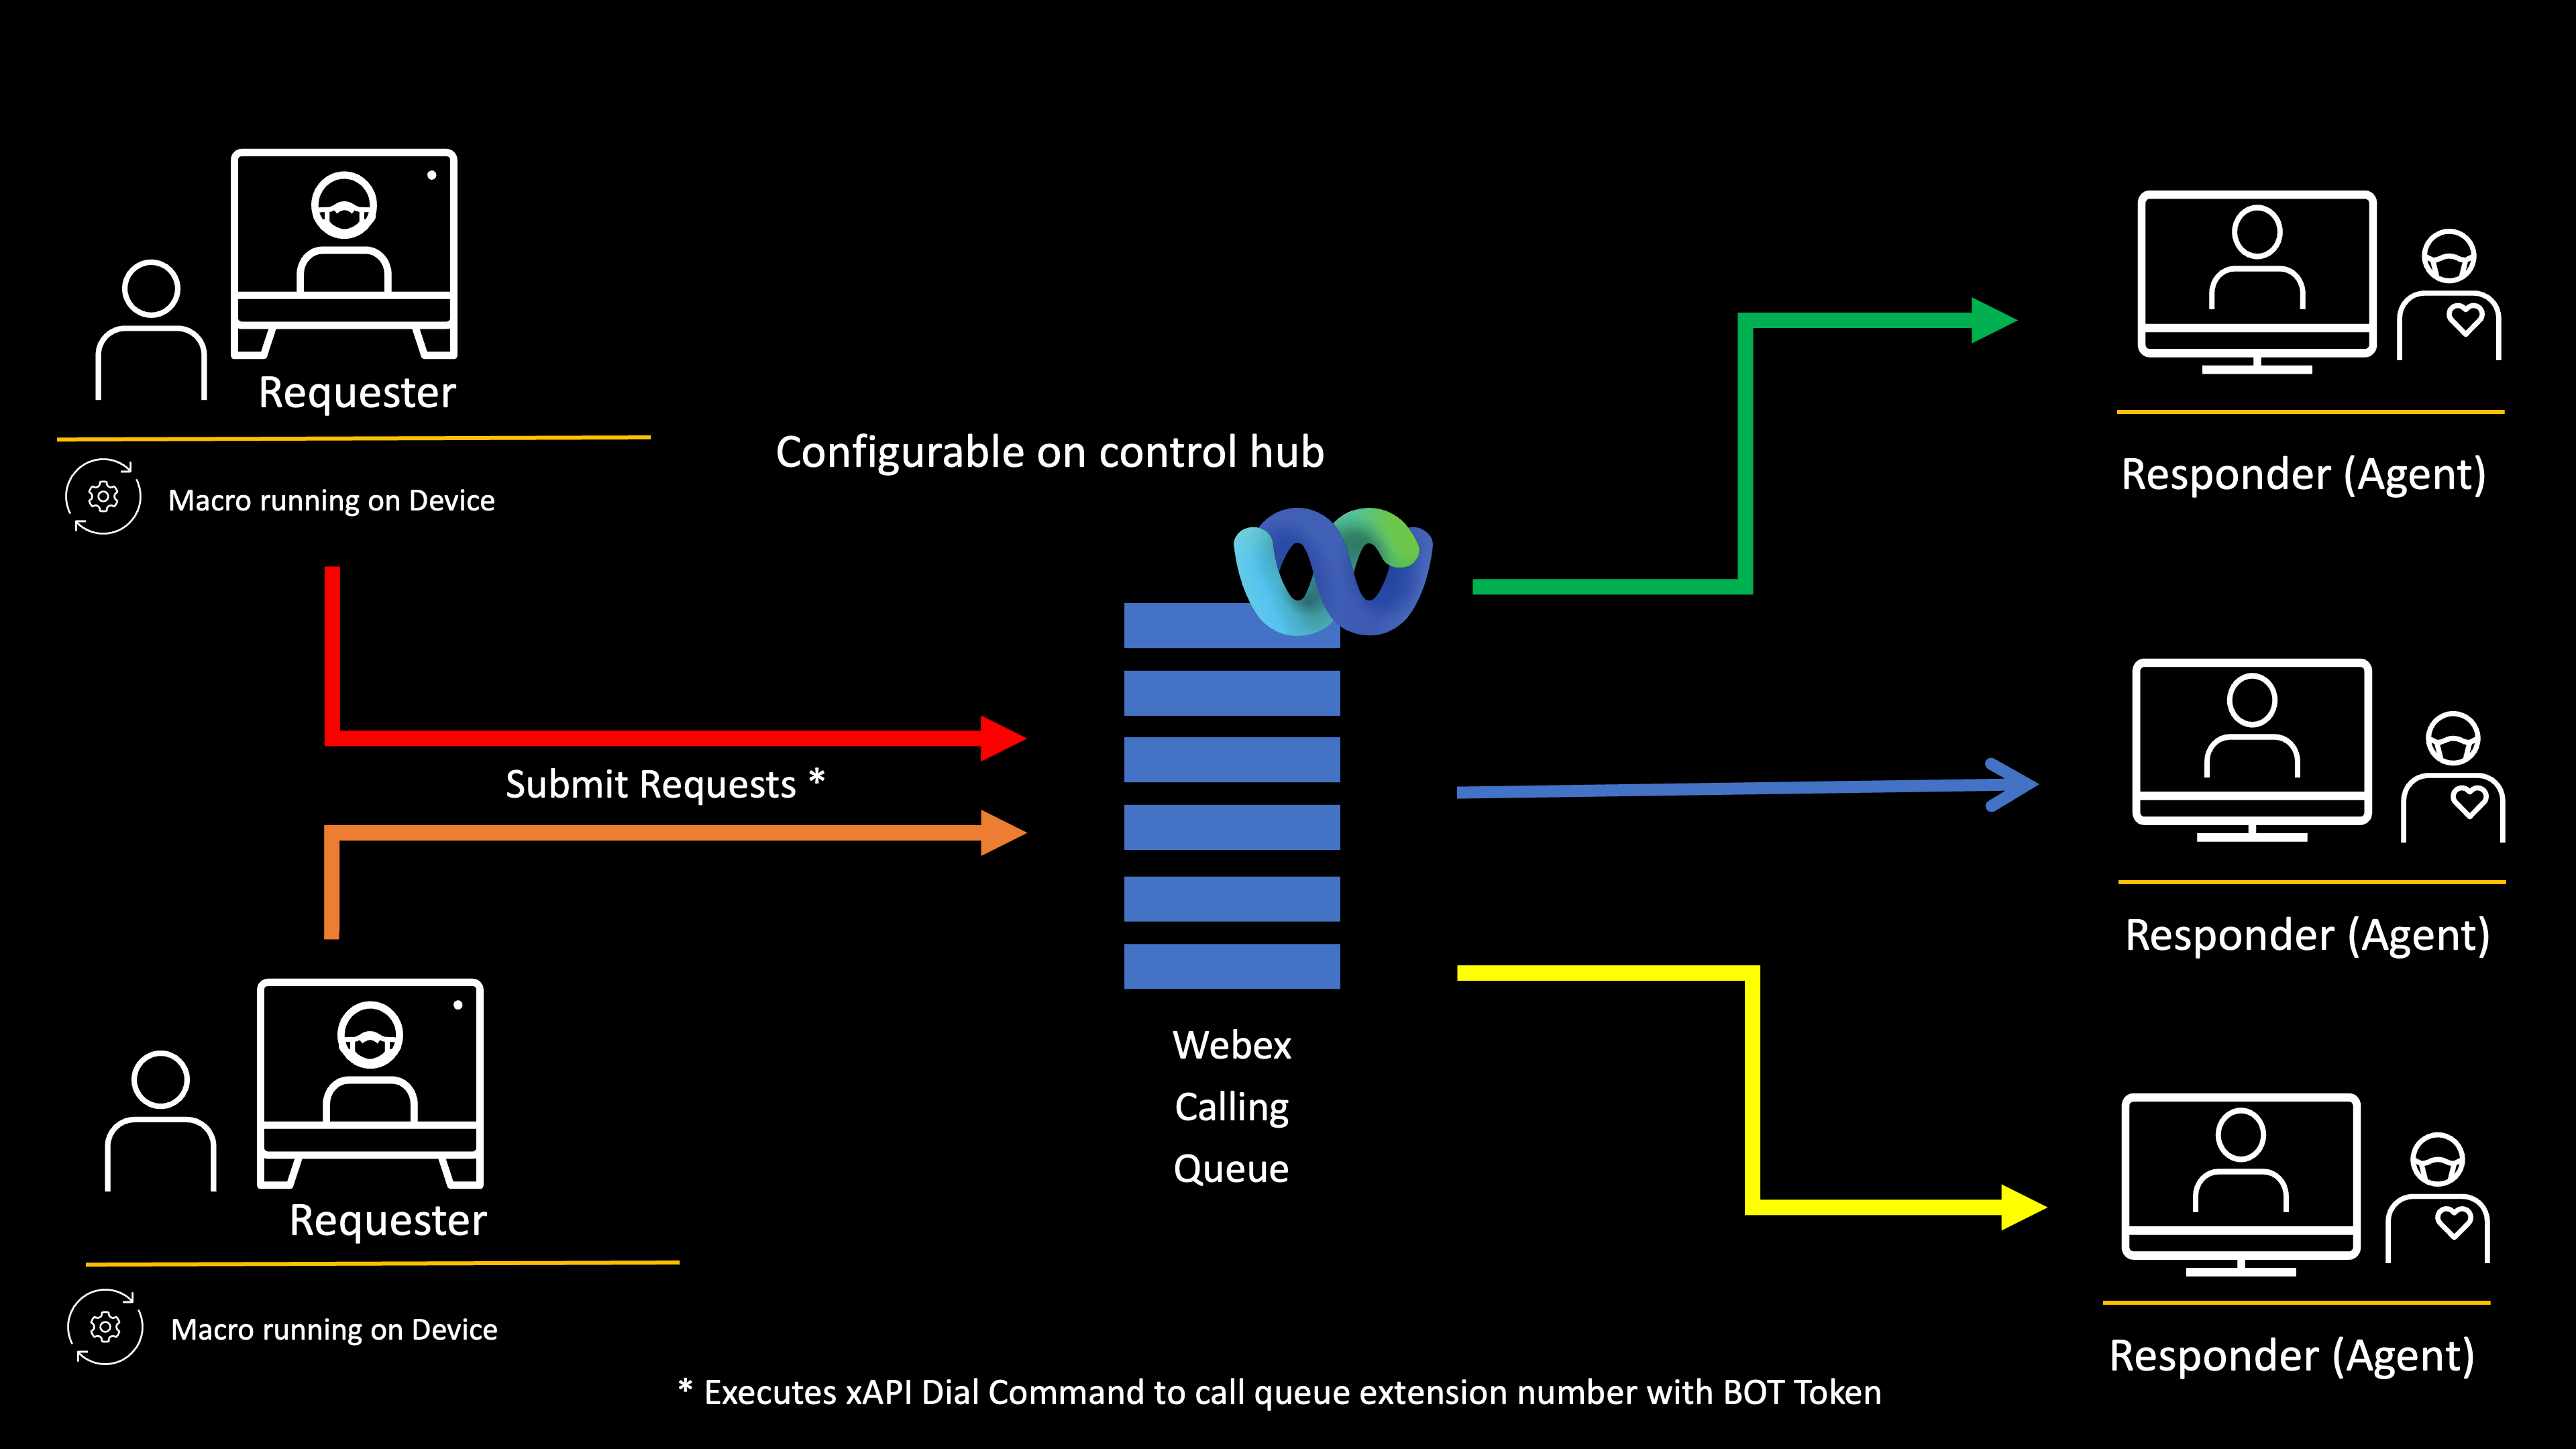 Requester
Macro running on Device
Configurable on control hub
Submit Requests *
Requester
Macro running on Device
Webex
Calling
Queue
Responder (Agent)
Responder (Agent)
Responder (Agent)
* Executes xAPI Dial Command to call queue extension number with BOT Token